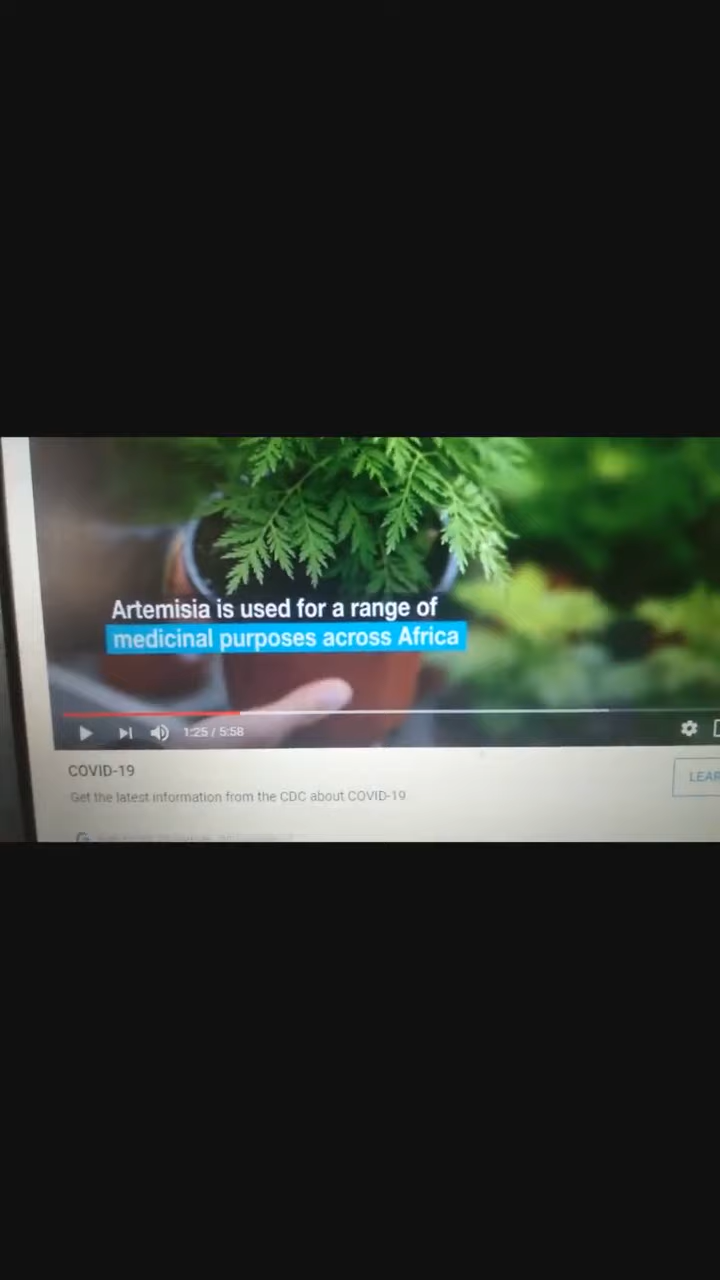 Artemisia is used for a range of
medicinal purposes across Africa
1:25 / 5:58
COVID-19
LEAR
Get the latest information from the CDC about COVID-19